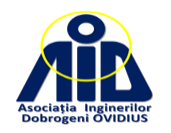 AID
Asociația Inginerilor
Dobrogeni OVIDIUS